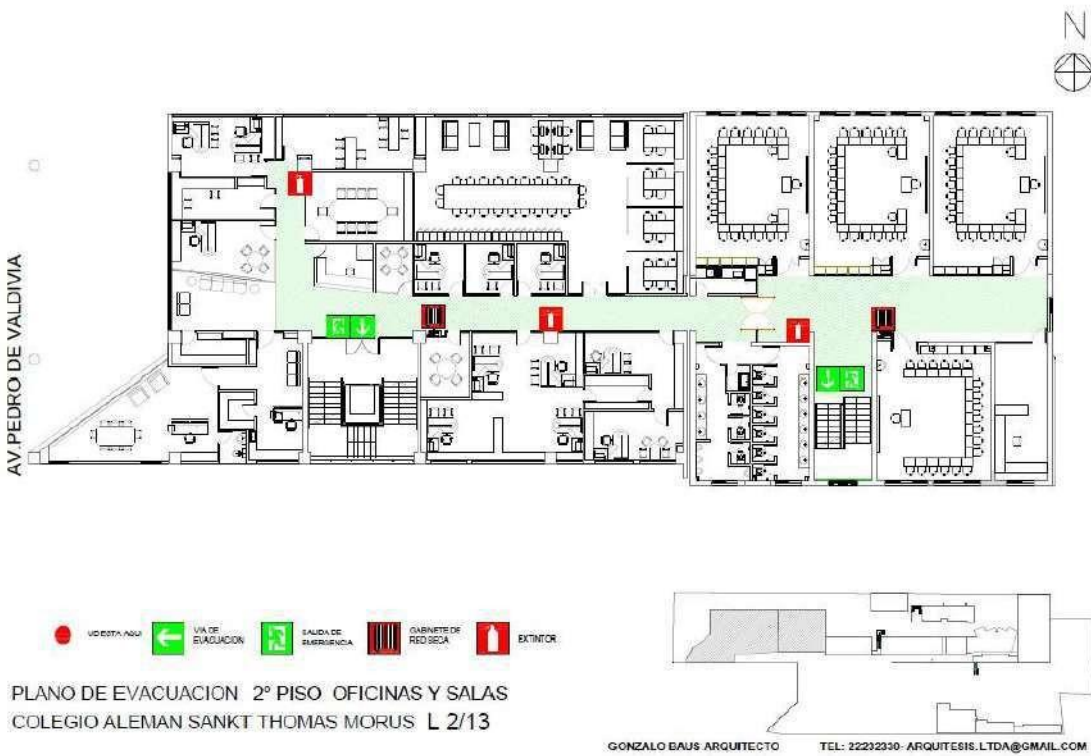 N
AV.PEDRO DE VALDIVIA
UD ESTA AQUI
VIA DE
EVACUACION
SALIDA DE
EMERGENCIA
GABINETE DE
RED SECA
EXTINTOR
PLANO DE EVACUACION 2º PISO OFICINAS Y SALAS
COLEGIO ALEMAN SANKT THOMAS MORUS L 2/13
GONZALO BAUS ARQUITECTO TEL: 22232330- ARQUITESIS.LTDA@GMAIL.COM